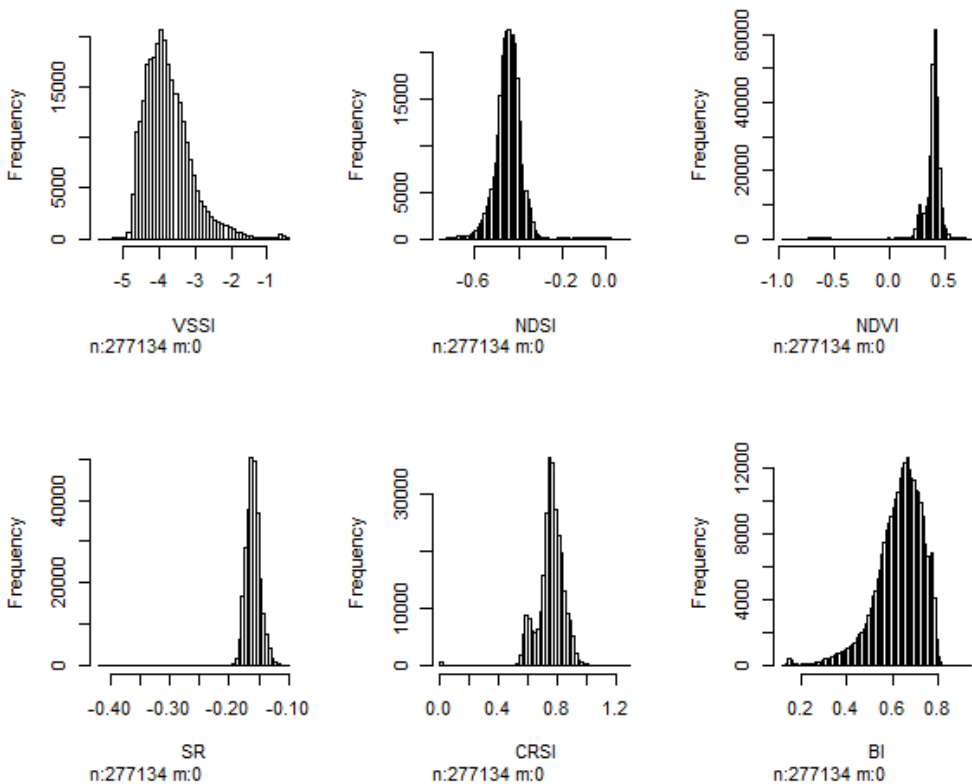 Frequency
15000
5000
0
-5 -4 -3 -2 -1
VSSI
n:277134 m:0
Frequency
15000
5000
0
-0.6 -0.2 0.0
NDSI
n:277134 m:0
Frequency
60000
40000
20000
0
-1.0 -0.5 0.0 0.5
NDVI
n:277134 m:0
Frequency
40000
20000
0
-0.40 -0.30 -0.20 -0.10
SR
n:277134 m:0
Frequency
30000
10000
0
0.0 0.4 0.8 1.2
CRSI
n:277134 m:0
Frequency
12000
8000
4000
0
0.2 0.4 0.6 0.8
BI
n:277134 m:0